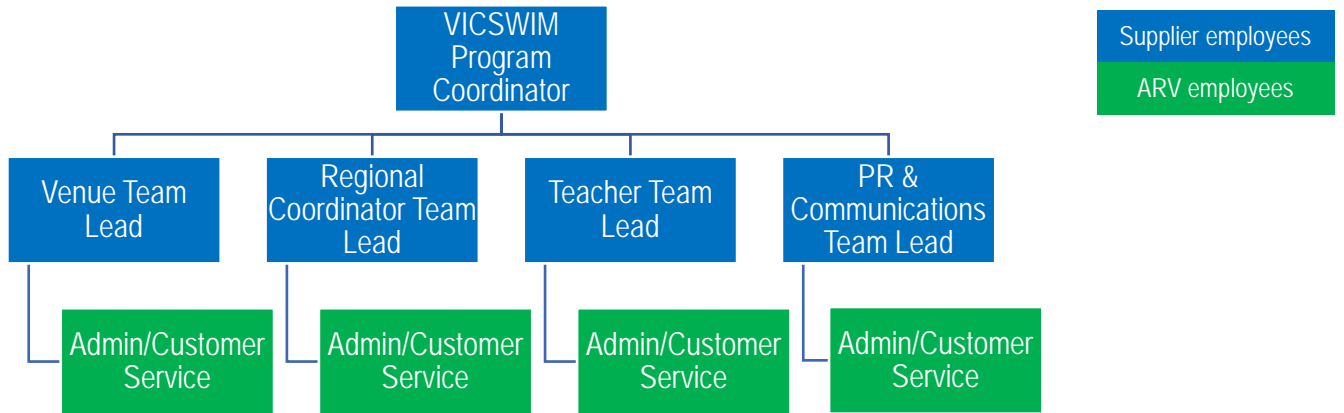 VICSWIM
Program
Coordinator
Supplier employees
ARV employees
Venue Team
Lead
Regional
Coordinator Team
Lead
Teacher Team
Lead
PR &
Communications
Team Lead
Admin/Customer
Service
Admin/Customer
Service
Admin/Customer
Service
Admin/Customer
Service